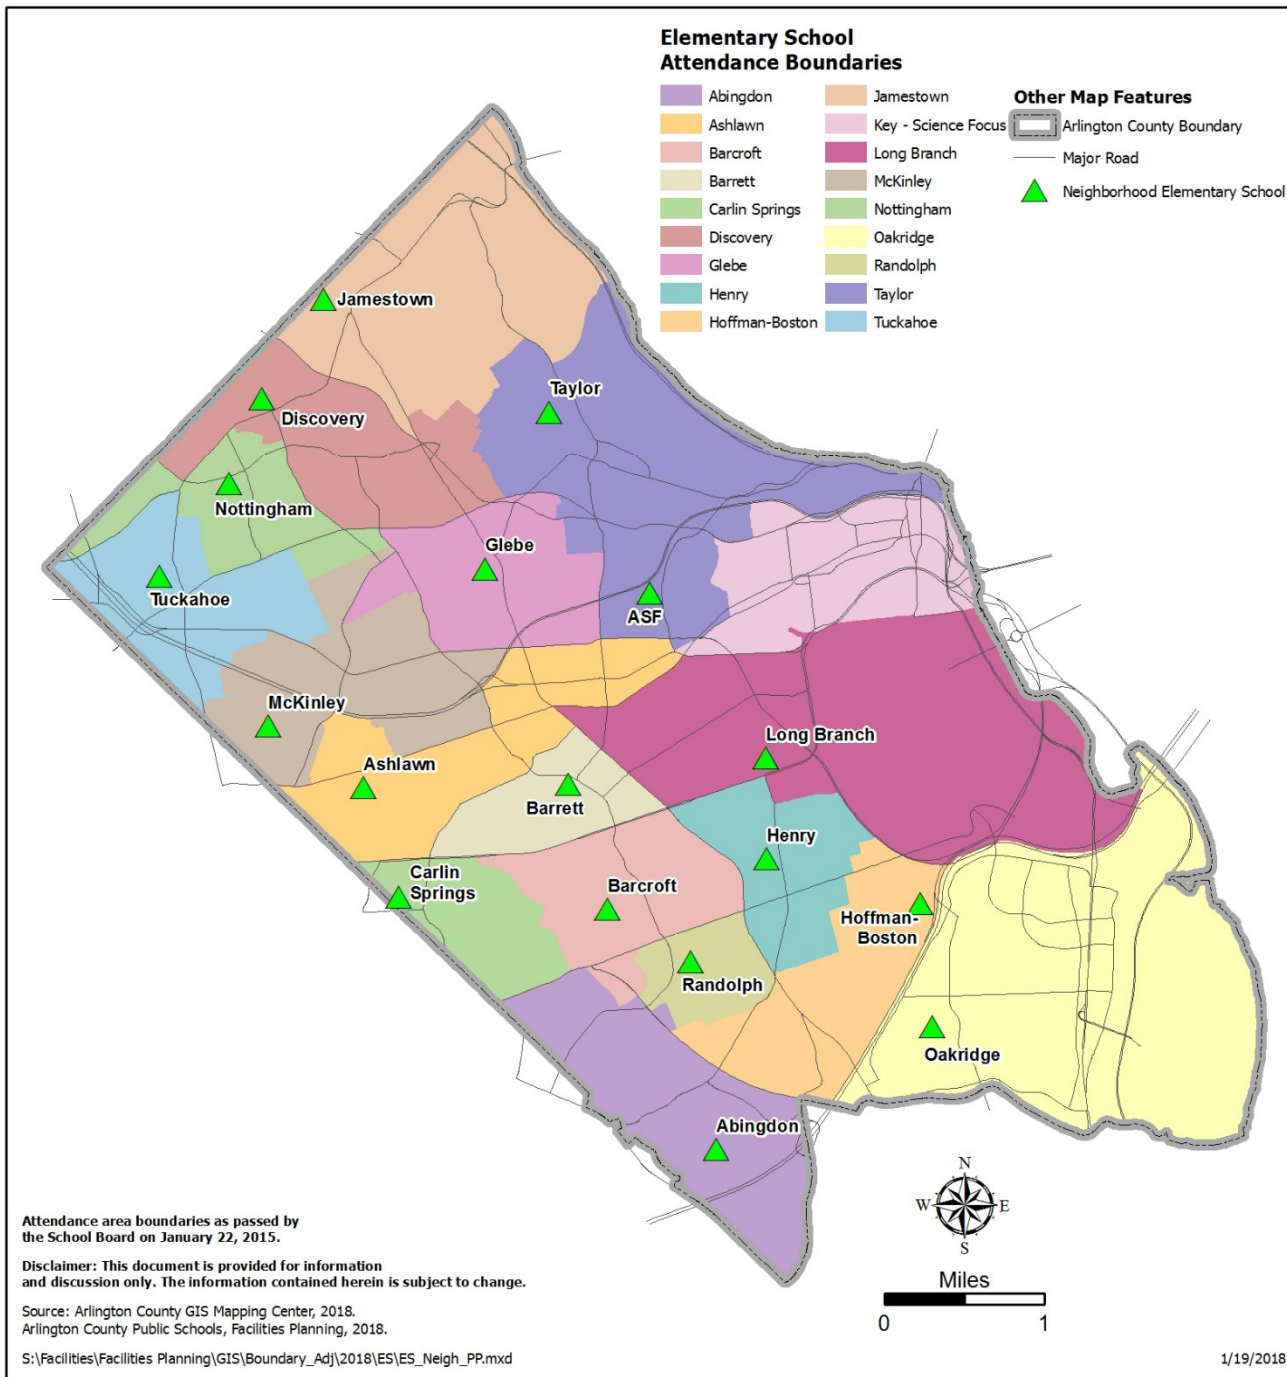 Elementary School
Attendance Boundaries
Abingdon
Ashlawn
Barcroft
Barrett
Carlin Springs
Discovery
Glebe
Henry
Hoffman-Boston
Jamestown
Key - Science Focus
Long Branch
McKinley
Nottingham
Oakridge
Randolph
Taylor
Tuckahoe
Other Map Features
Arlington County Boundary
Major Road
Neighborhood Elementary School
Jamestown
Taylor
Discovery
Nottingham
Glebe
Tuckahoe
ASF
McKinley
Long Branch
Ashlawn
Barrett
Henry
Carlin
Springs
Barcroft
Hoffman-
Boston
Randolph
Oakridge
Abingdon
N
W
E
S
Miles
0
1
Attendance area boundaries as passed by
the School Board on January 22, 2015.
Disclaimer: This document is provided for information
and discussion only. The information contained herein is subject to change.
Source: Arlington County GIS Mapping Center, 2018.
Arlington County Public Schools, Facilities Planning, 2018.
S:\Facilities\Facilities Planning\GIS\Boundary_Adj\2018\ES\ES_Neigh_PP.mxd
1/19/2018